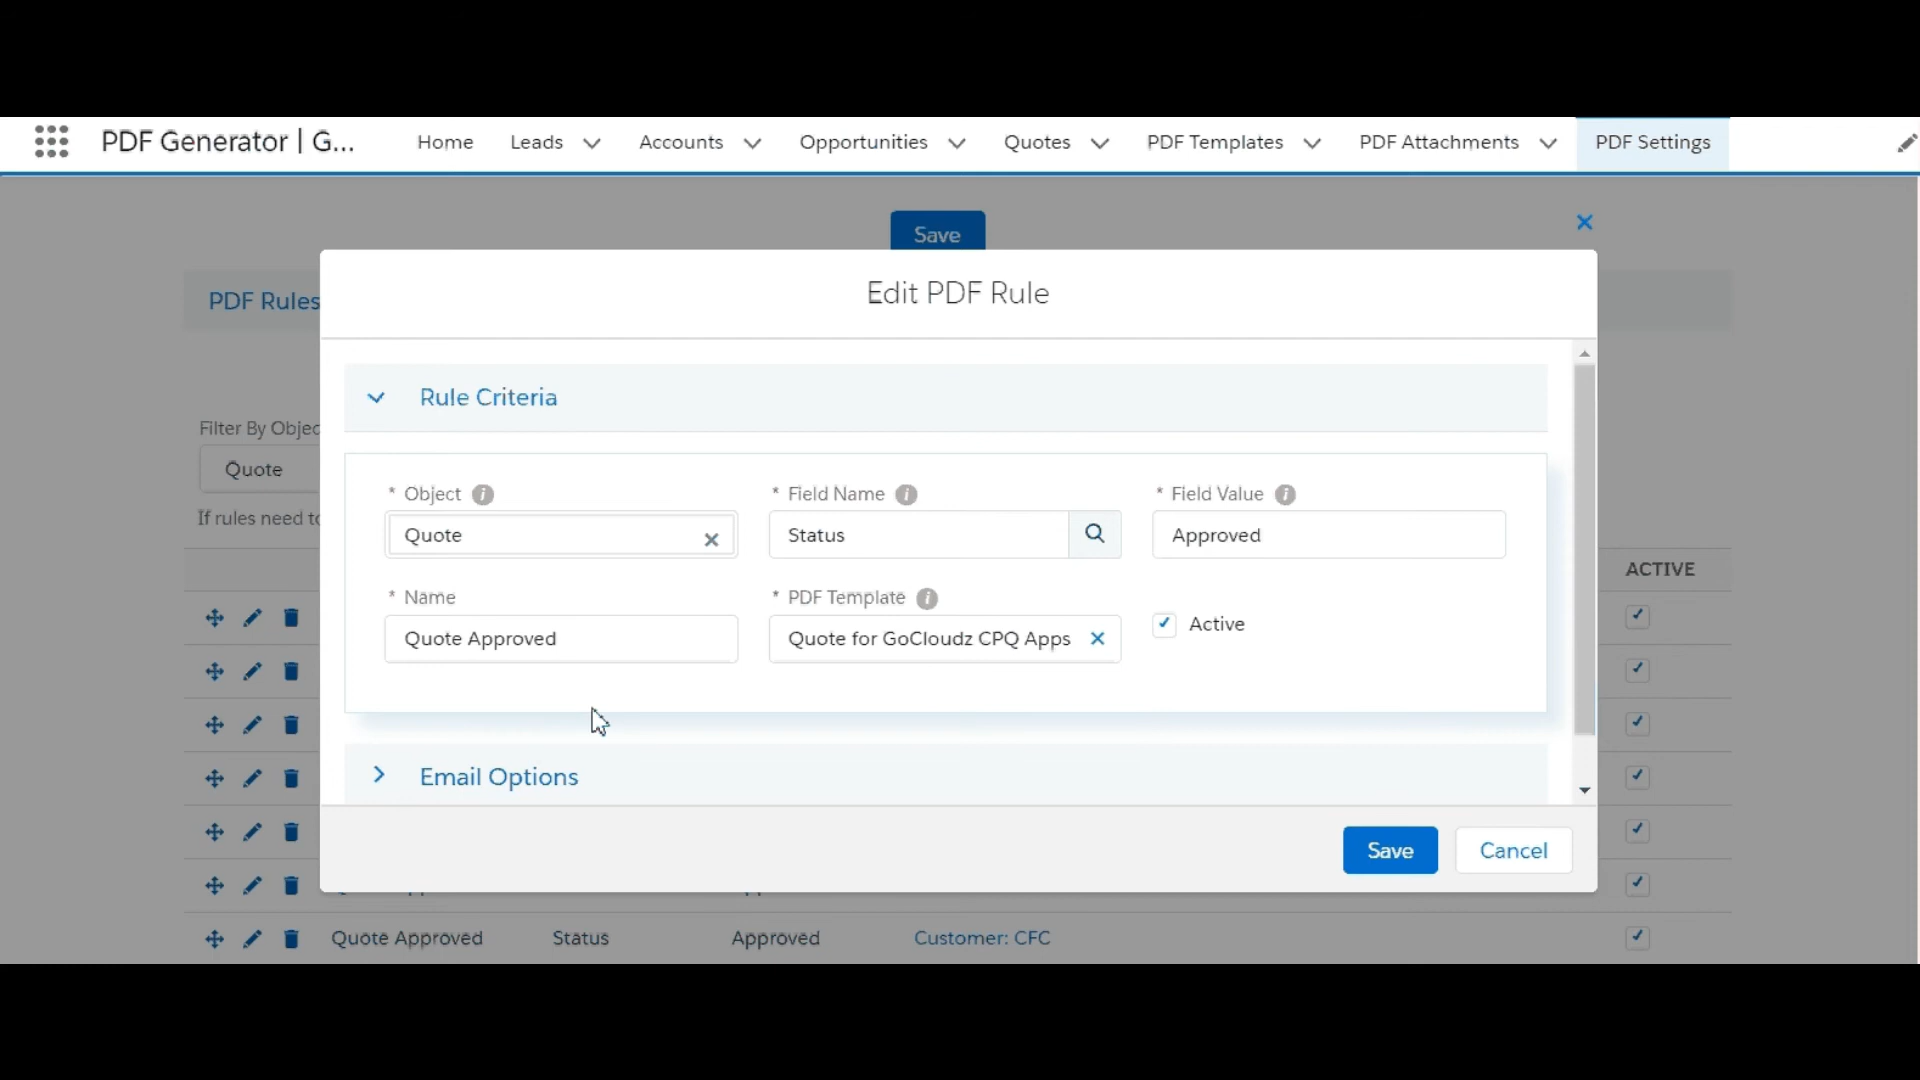 PDF Generator | G...
Home
Leads
Accounts
Opportunities
Quotes
PDF Templates
PDF Attachments
PDF Settings
Save
PDF Rules
Edit PDF Rule
Rule Criteria
Filter By Objec
Quote
If rules need to
* Object
* Field Name
* Field Value
Quote
Status
Approved
* Name
* PDF Template
Quote Approved
Quote for GoCloudz CPQ Apps
Active
ACTIVE
Email Options
Save
Cancel
Quote Approved
Status
Approved
Customer: CFC